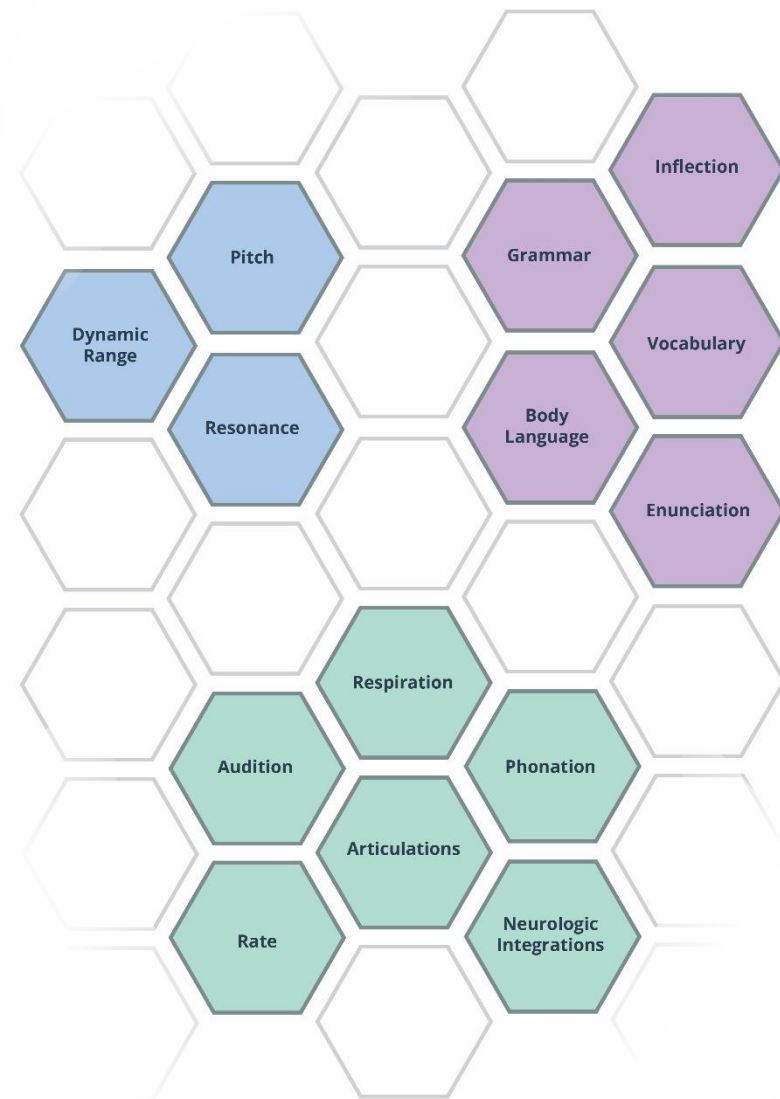 Inflection
Pitch
Grammar
Dynamic
Range
Vocabulary
Resonance
Body
Language
Enunciation
Respiration
Audition
Phonation
Articulations
Rate
Neurologic
Integrations